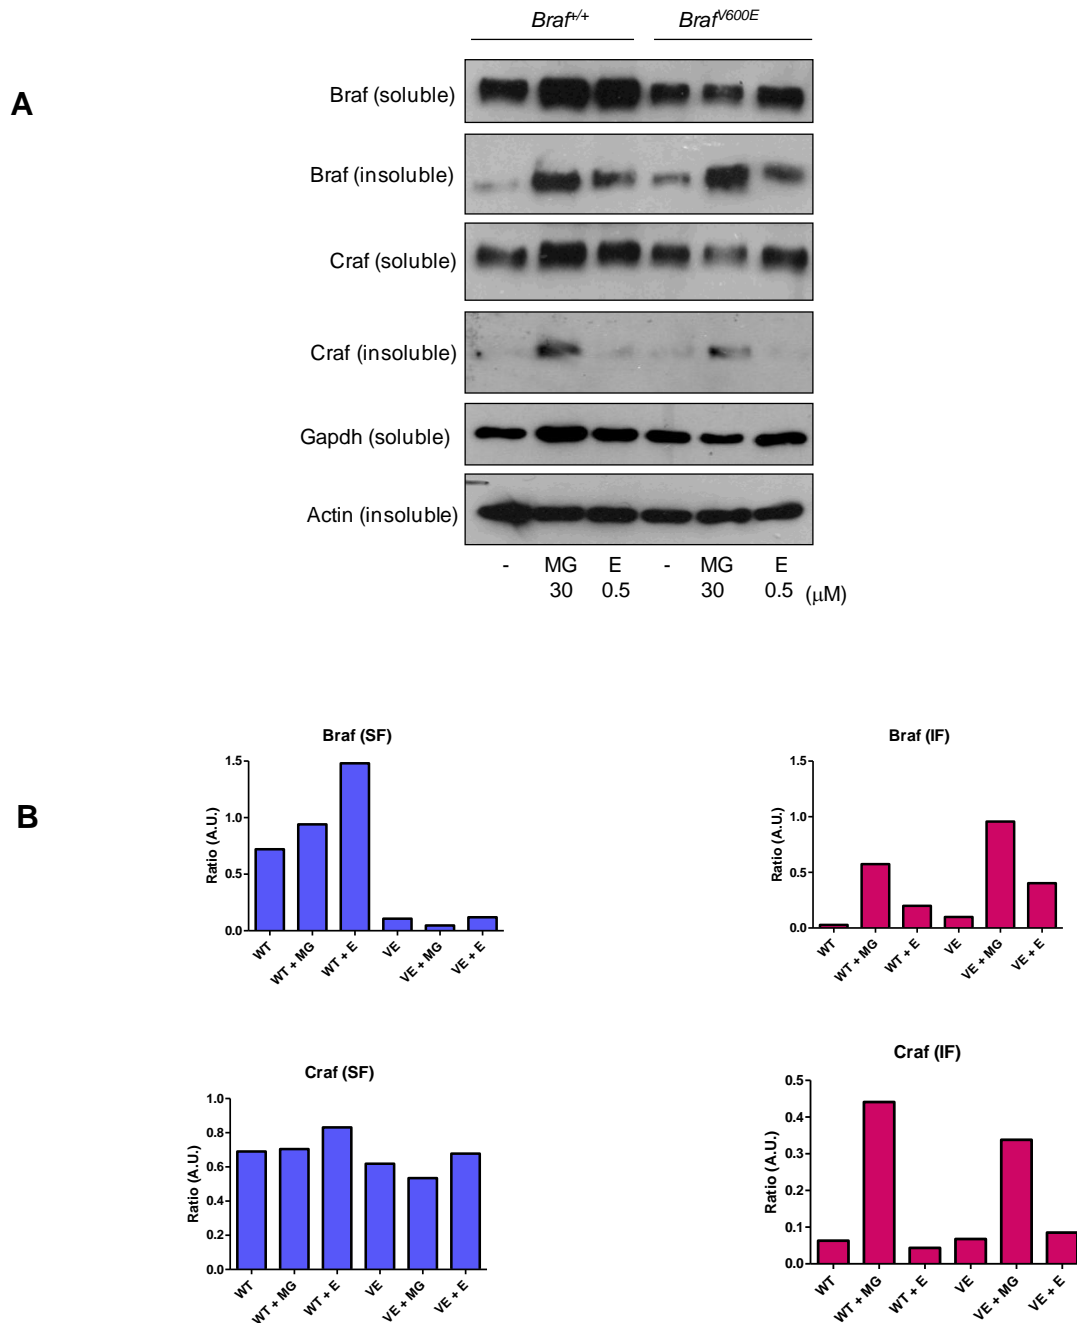 Braf+/+ BrafV600E
A
Braf (soluble)
Braf (insoluble)
Craf (soluble)
Craf (insoluble)
Gapdh (soluble)
Actin (insoluble)
- MG E - MG E
30 0.5 30 0.5 (μM)
B
Braf (SF)
Ratio (A.U.)
1.5
1.0
0.5
0.0
WT
WT + MG
WT + E
VE
VE + MG
VE + E
Braf (IF)
Ratio (A.U.)
1.5
1.0
0.5
0.0
WT
WT + MG
WT + E
VE
VE + MG
VE + E
Craf (SF)
Ratio (A.U.)
1.0
0.8
0.6
0.4
0.2
0.0
WT
WT + MG
WT + E
VE
VE + MG
VE + E
Craf (IF)
Ratio (A.U.)
0.5
0.4
0.3
0.2
0.1
0.0
WT
WT + MG
WT + E
VE
VE + MG
VE + E